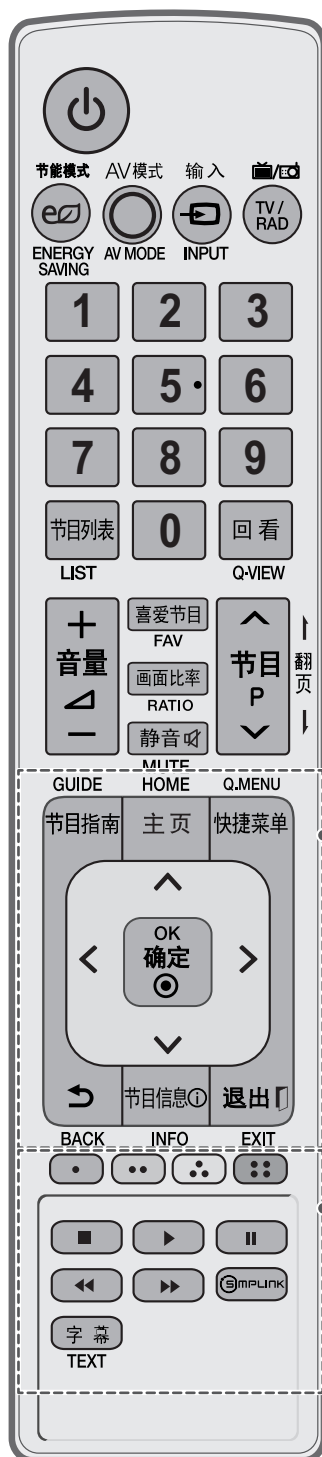 节能模式 AV模式 输入
TV/
RAD
ENERGY
SAVING
AV MODE INPUT
1 2 3
4 5 6
7 8 9
节目列表 0 回看
LIST Q-VIEW
喜爱节目
FAV
音量 节目
P
翻页
画面比率
RATIO
静音
MUTE
GUIDE HOME Q.MENU
节目指南 主页 快捷菜单
OK
确定
节目信息 退出
BACK INFO EXIT
SIMPLINK
字幕
TEXT